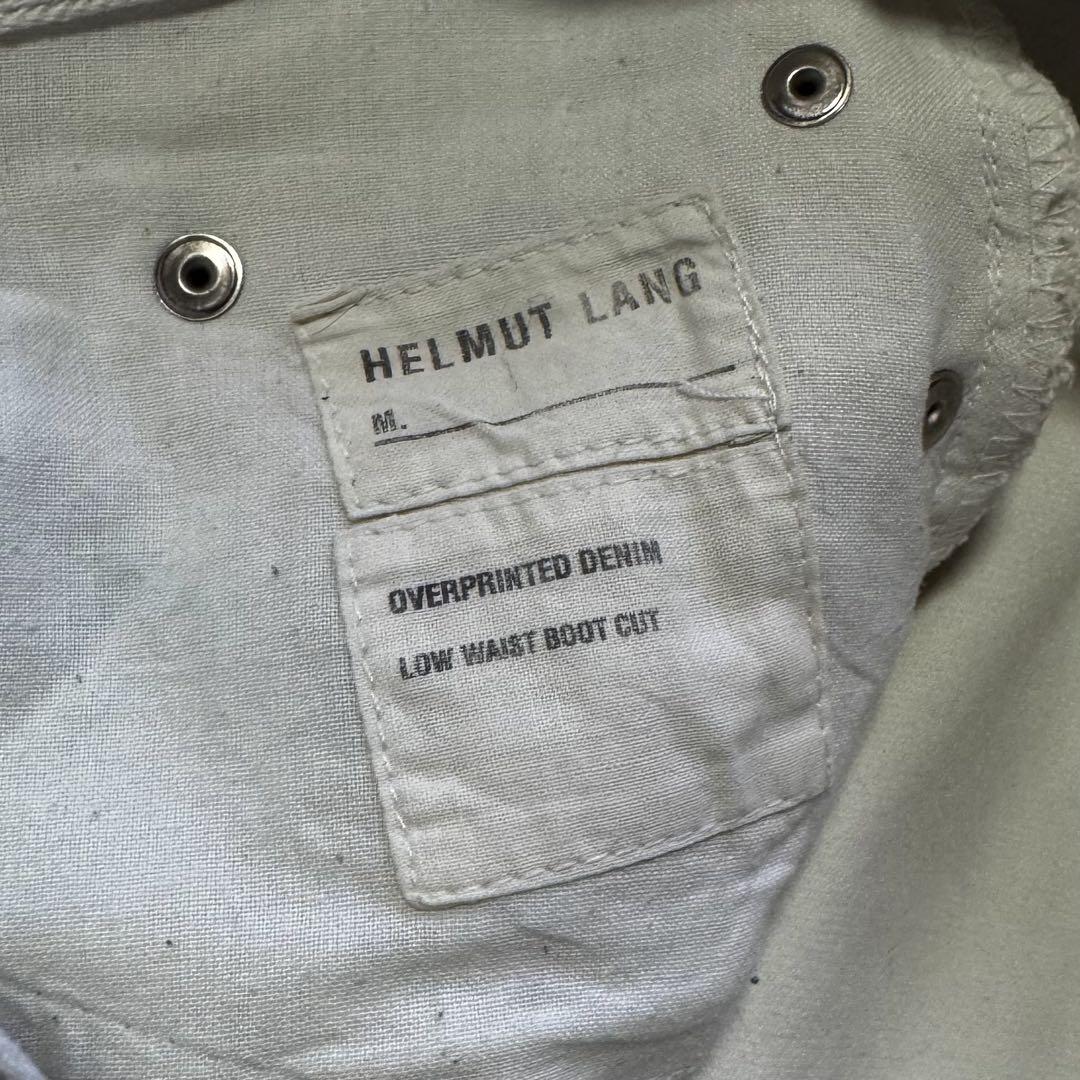 HELMUT LANG
M.
OVERPRINTED DENIM
LOW WAIST BOOT CUT